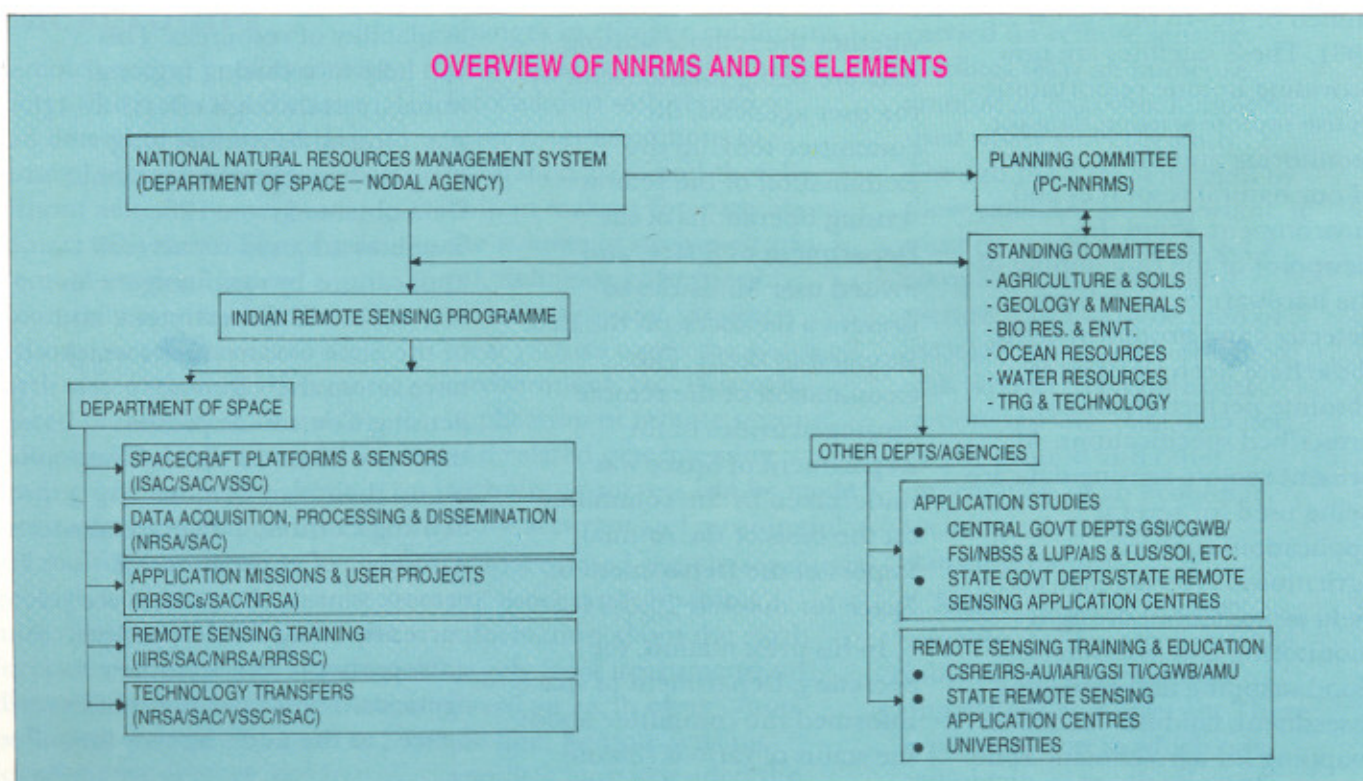 OVERVIEW OF NNRMS AND ITS ELEMENTS
NATIONAL NATURAL RESOURCES MANAGEMENT SYSTEM
(DEPARTMENT OF SPACE – NODAL AGENCY)
PLANNING COMMITTEE
(PC-NNRMS)
STANDING COMMITTEES
- AGRICULTURE & SOILS
- GEOLOGY & MINERALS
- BIO RES. & ENVT.
- OCEAN RESOURCES
- WATER RESOURCES
- TRG & TECHNOLOGY
INDIAN REMOTE SENSING PROGRAMME
DEPARTMENT OF SPACE
SPACECRAFT PLATFORMS & SENSORS
(ISAC/SAC/VSSC)
DATA ACQUISITION, PROCESSING & DISSEMINATION
(NRSA/SAC)
APPLICATION MISSIONS & USER PROJECTS
(RRSSCs/SAC/NRSA)
REMOTE SENSING TRAINING
(IIRS/SAC/NRSA/RRSSC)
TECHNOLOGY TRANSFERS
(NRSA/SAC/VSSC/ISAC)
OTHER DEPTS/AGENCIES
APPLICATION STUDIES
● CENTRAL GOVT DEPTS GSI/CGWB/
FSI/NBSS & LUP/AIS & LUS/SOI, ETC.
● STATE GOVT DEPTS/STATE REMOTE
SENSING APPLICATION CENTRES
REMOTE SENSING TRAINING & EDUCATION
● CSRE/IRS-AU/IARI/GSI TI/CGWB/AMU
● STATE REMOTE SENSING
APPLICATION CENTRES
● UNIVERSITIES